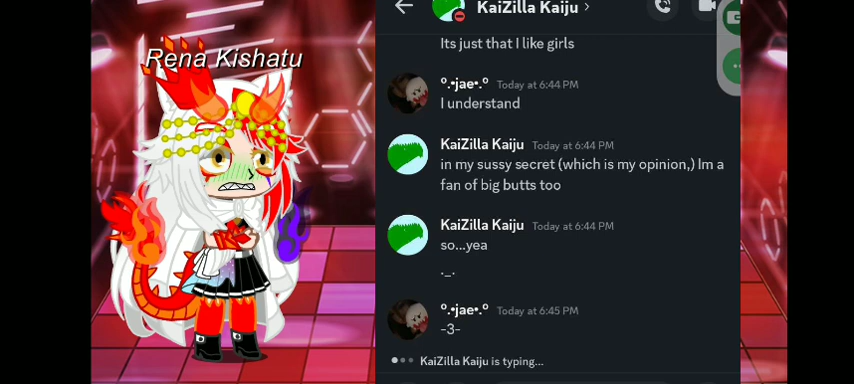 Rena Kishatu
KaiZilla Kaiju
Its just that I like girls
º.•jae•.º Today at 6:44 PM
I understand
KaiZilla Kaiju Today at 6:44 PM
in my sussy secret (which is my opinion,) Im a
fan of big butts too
KaiZilla Kaiju Today at 6:44 PM
so...yea
._.
º.•jae•.º Today at 6:45 PM
-3-
KaiZilla Kaiju is typing...